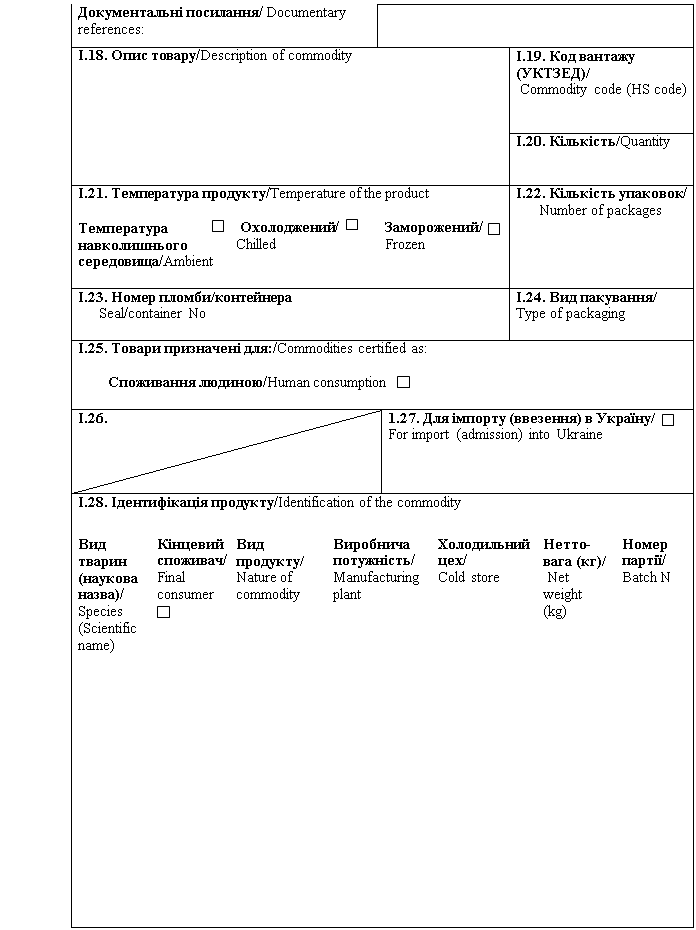 Документальні посилання/ Documentary
references:
I.18. Опис товару/Description of commodity
I.19. Код вантажу
(УКТЗЕД)/
Commodity code (HS code)
I.20. Кількість/Quantity
I.21. Температура продукту/Temperature of the product
Температура
навколишнього
середовища/Ambient
Охолоджений/
Chilled
Заморожений/
Frozen
I.22. Кількість упаковок/
Number of packages
I.23. Номер пломби/контейнера
Seal/container No
I.24. Вид пакування/
Type of packaging
I.25. Товари призначені для:/Commodities certified as:
Споживання людиною/Human consumption
I.26.
1.27. Для імпорту (ввезення) в Україну/
For import (admission) into Ukraine
I.28. Ідентифікація продукту/Identification of the commodity
Вид
тварин
(наукова
назва)/
Species
(Scientific
name)
Кінцевий
споживач/
Final
consumer
Вид
продукту/
Nature of
commodity
Виробнича
потужність/
Manufacturing
plant
Холодильний
цех/
Cold store
Нетто-
вага (кг)/
Net
weight
(kg)
Номер
партії/
Batch N